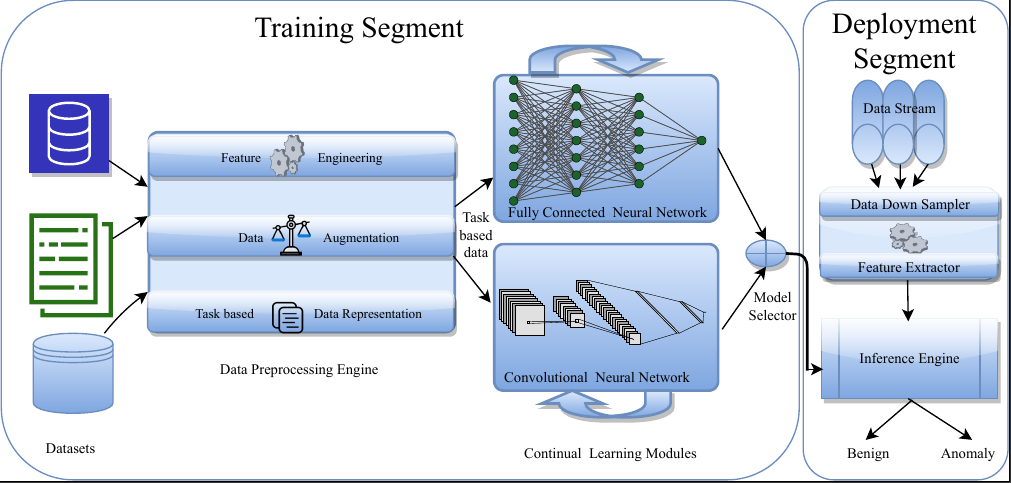 Training Segment
Deployment
Segment
Data Stream
Feature Engineering
Data Augmentation
Task based Data Representation
Data Preprocessing Engine
Datasets
Task
based
data
Fully Connected Neural Network
Convolutional Neural Network
Continual Learning Modules
Model
Selector
Data Down Sampler
Feature Extractor
Inference Engine
Benign
Anomaly